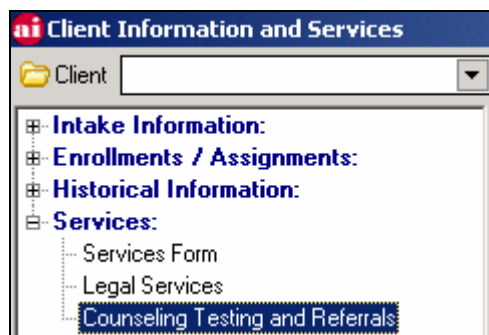 ai Client Information and Services
Client
Intake Information:
Enrollments / Assignments:
Historical Information:
Services:
Services Form
Legal Services
Counseling Testing and Referrals